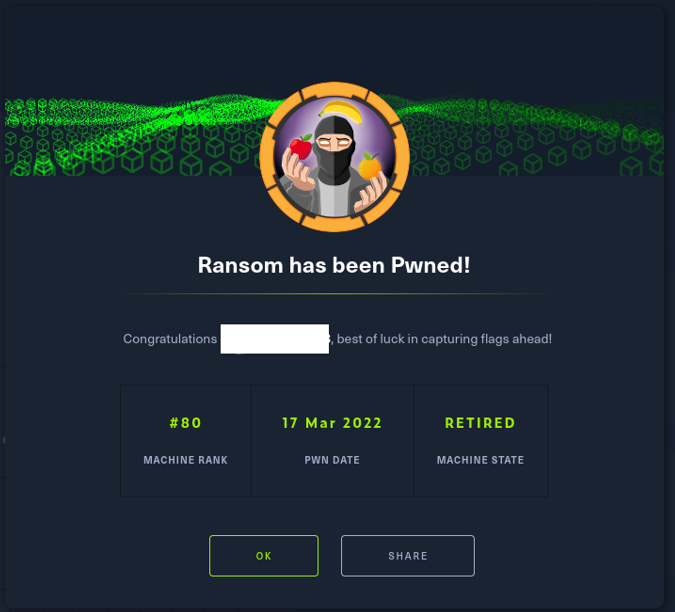 Ransom has been Pwned!
Congratulations , best of luck in capturing flags ahead!
#80 17 Mar 2022 RETIRED
MACHINE RANK PWN DATE MACHINE STATE
OK SHARE